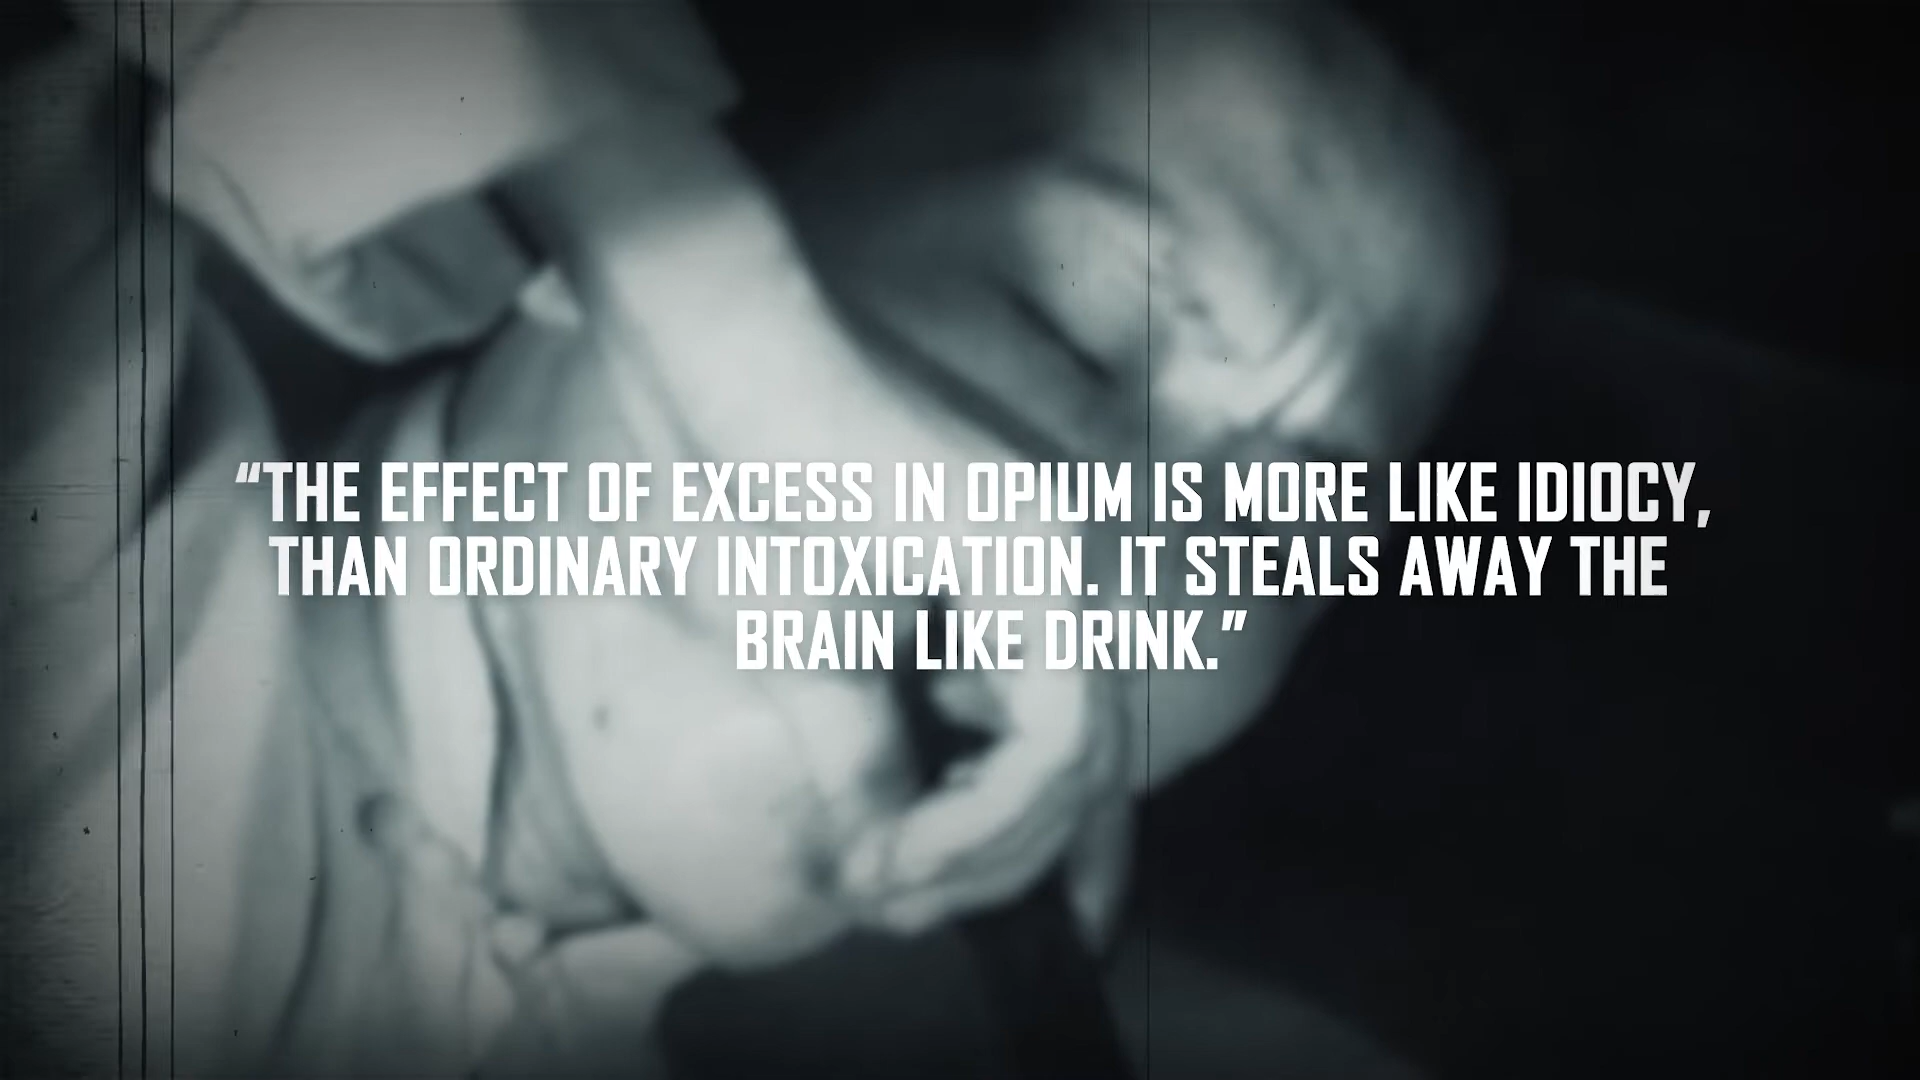 “THE EFFECT OF EXCESS IN OPIUM IS MORE LIKE IDIOCY,
THAN ORDINARY INTOXICATION. IT STEALS AWAY THE
BRAIN LIKE DRINK.”